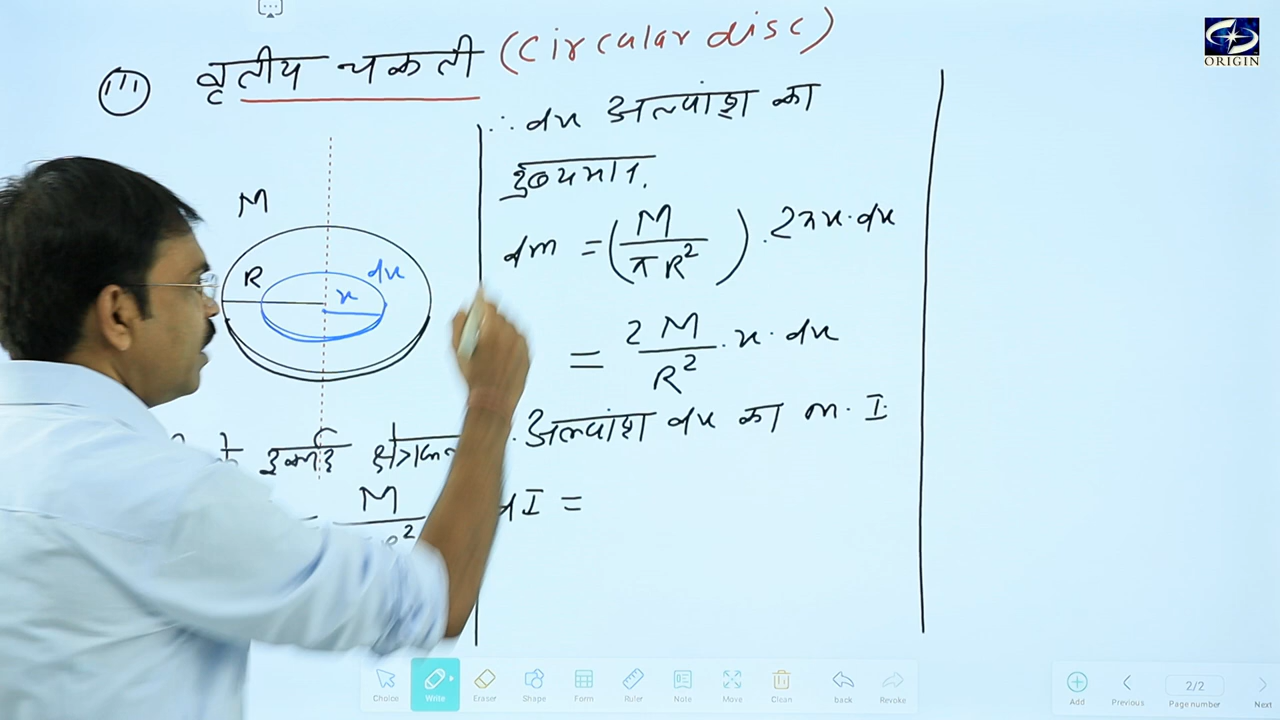 (III) वृतीय चकती (Circular disc)
M
R
x
dx
इकाई
M
∴ dx अल्पांश का
द्रव्यमान.
dm = (M/πR²) . 2πx·dx
= 2M/R² . x · dx
∴ अल्पांश dx का M. I.
dI =
ORIGIN
Choice
Write
Eraser
Shape
Form
Ruler
Note
Move
Clean
back
Revoke
Add
Previous
2/2
Page number
Next